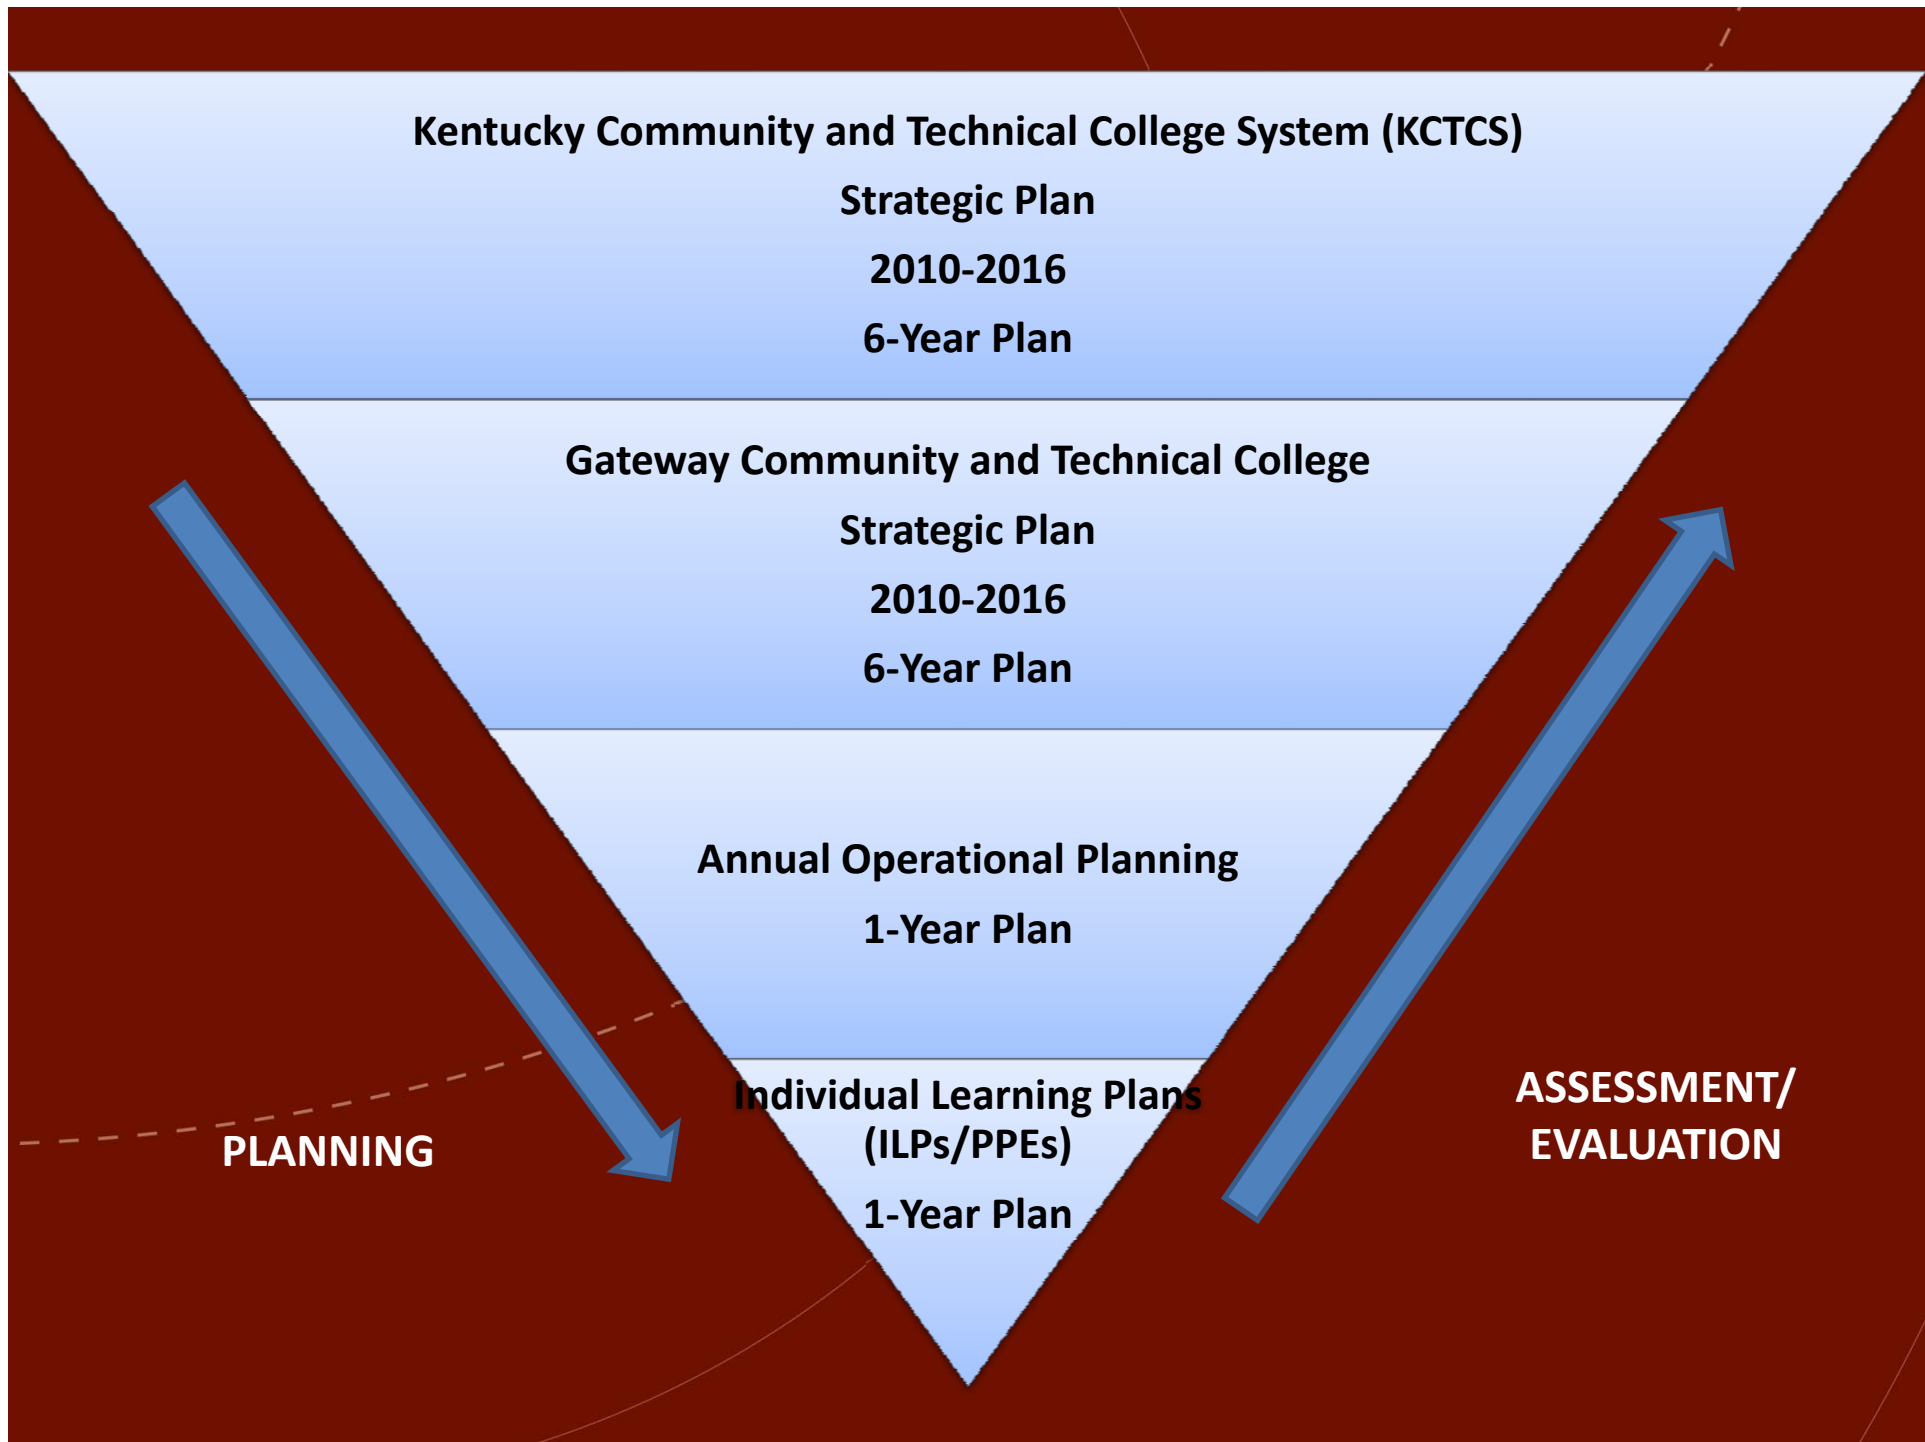 Kentucky Community and Technical College System (KCTCS)
Strategic Plan
2010-2016
6-Year Plan
Gateway Community and Technical College
Strategic Plan
2010-2016
6-Year Plan
Annual Operational Planning
1-Year Plan
Individual Learning Plans
(ILPs/PPEs)
1-Year Plan
PLANNING
ASSESSMENT/
EVALUATION